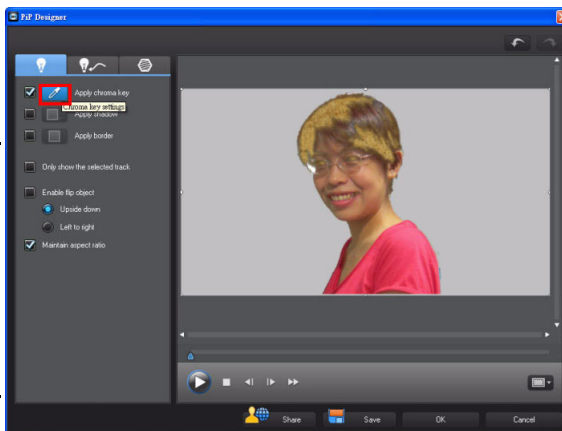 PiP Designer
Apply chroma key
Chroma key settings
Apply shadow
Apply border
Only show the selected track
Enable flip object
Upside down
Left to right
Maintain aspect ratio
Share
Save
OK
Cancel